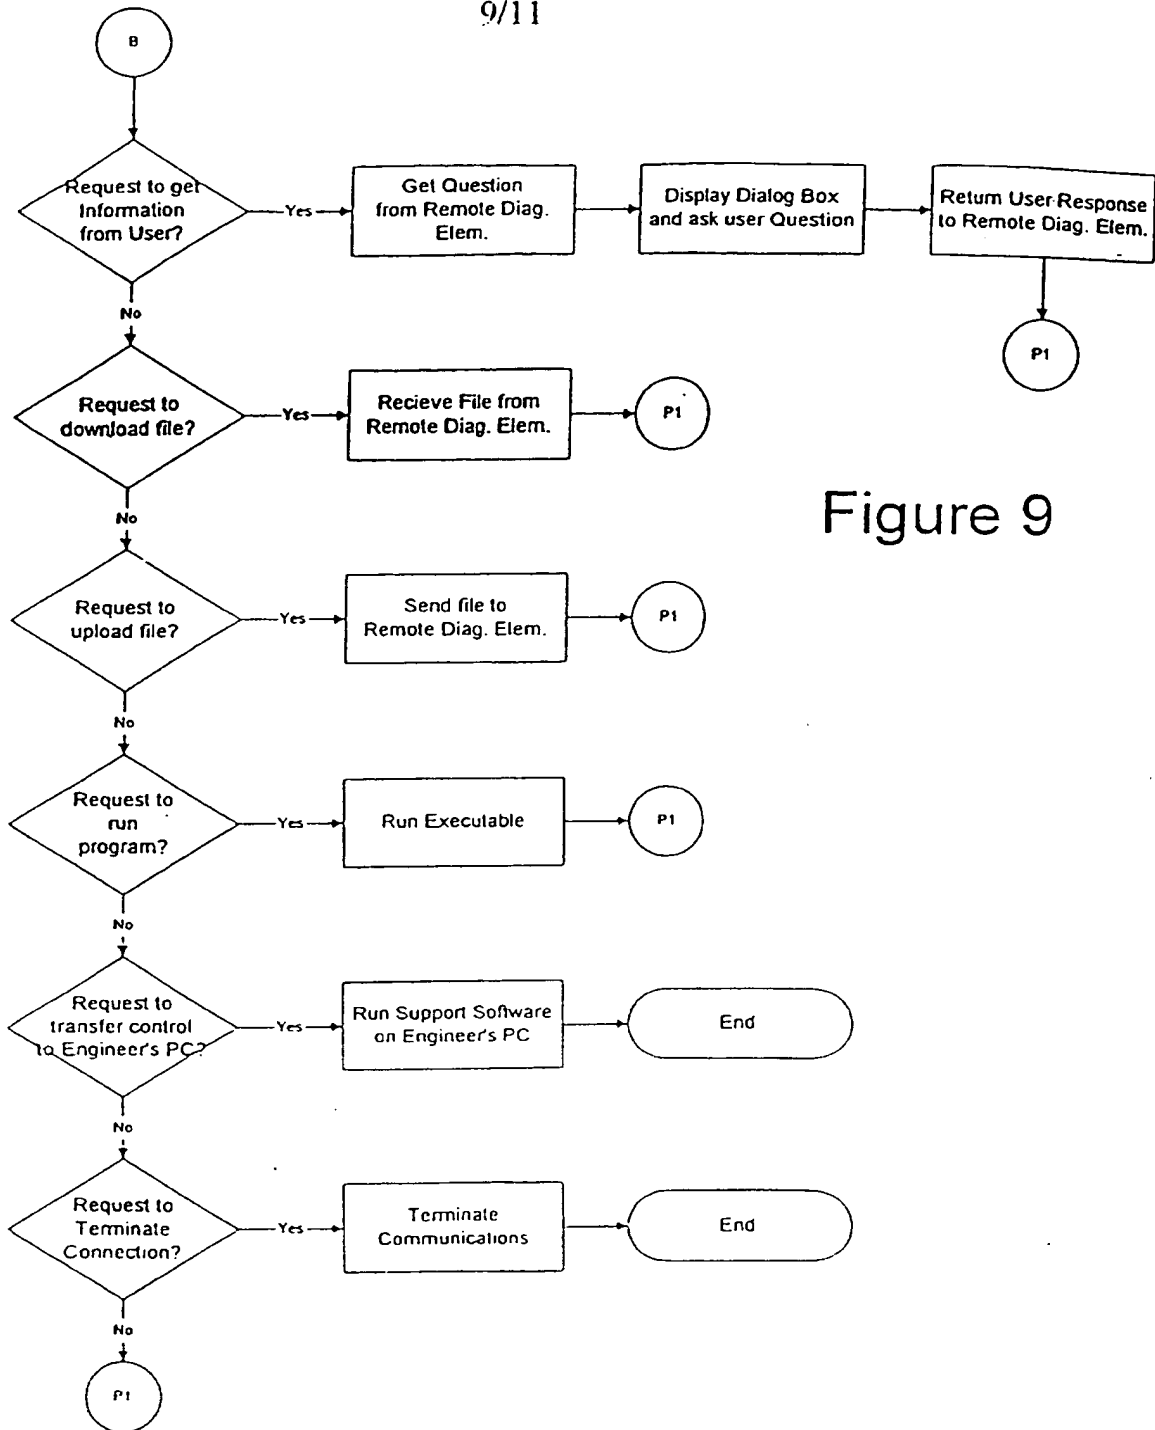 9/11
B
Request to get
Information
from User?
Yes
Get Question
from Remote Diag.
Elem.
Display Dialog Box
and ask user Question
Return User Response
to Remote Diag. Elem.
No
P1
Request to
download file?
Yes
Recieve File from
Remote Diag. Elem.
P1
Figure 9
No
Request to
upload file?
Yes
Send file to
Remote Diag. Elem.
P1
No
Request to
run
program?
Yes
Run Executable
P1
No
Request to
transfer control
to Engineer's PC?
Yes
Run Support Software
on Engineer's PC
End
No
Request to
Terminate
Connection?
Yes
Terminate
Communications
End
No
P1